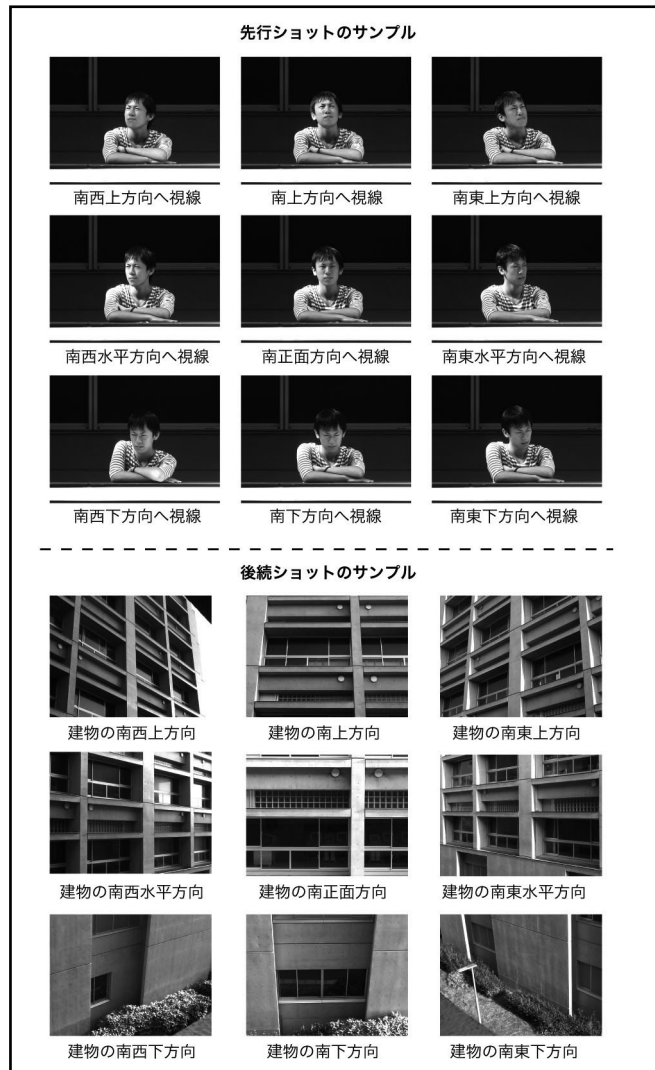 先行ショットのサンプル
南西上方向へ視線 南上方向へ視線 南東上方向へ視線
南西水平方向へ視線 南正面方向へ視線 南東水平方向へ視線
南西下方向へ視線 南下方向へ視線 南東下方向へ視線
後続ショットのサンプル
建物の南西上方向 建物の南上方向 建物の南東上方向
建物の南西水平方向 建物の南正面方向 建物の南東水平方向
建物の南西下方向 建物の南下方向 建物の南東下方向